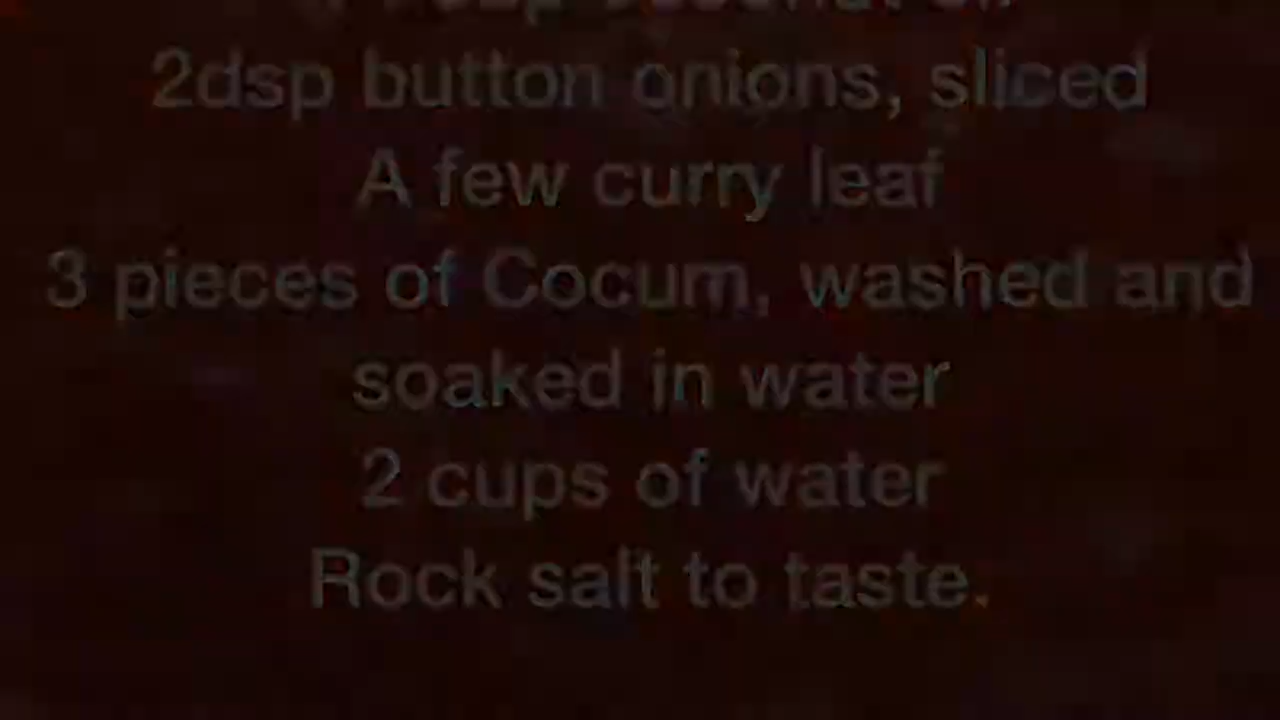 2dsp button onions, sliced
A few curry leaf
3 pieces of Cocum, washed and
soaked in water
2 cups of water
Rock salt to taste.